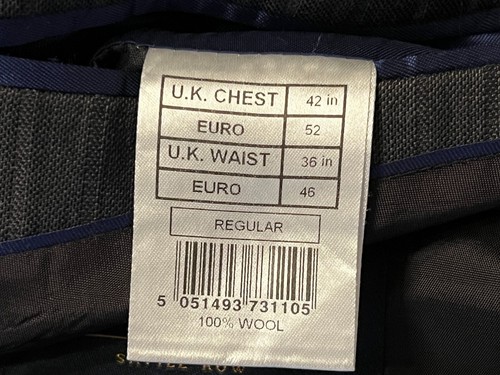 U.K. CHEST 42 in
EURO 52
U.K. WAIST 36 in
EURO 46
REGULAR
5 051493 731105
100% WOOL